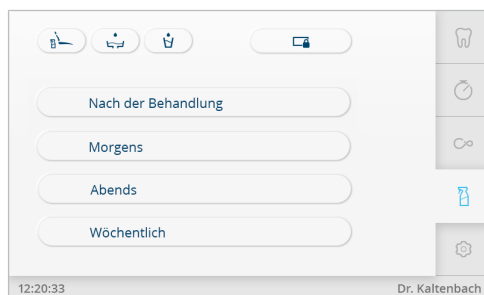 Nach der Behandlung
Morgens
Abends
Wöchentlich
12:20:33
Dr. Kaltenbach